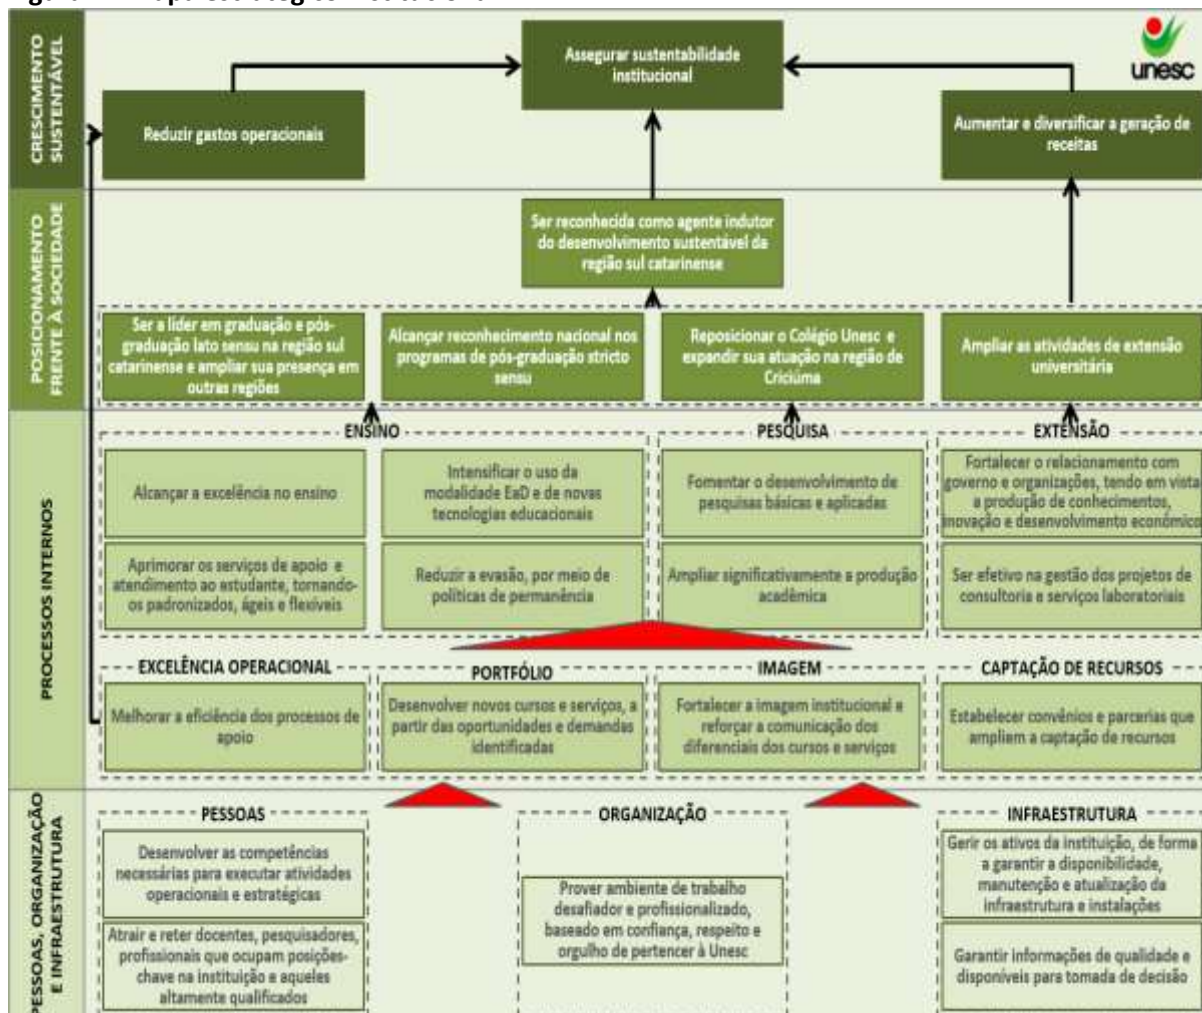 Assegurar sustentabilidade
institucional
unesc
CRESCIMENTO
SUSTENTÁVEL
Reduzir gastos operacionais
Aumentar e diversificar a geração de
receitas
POSICIONAMENTO
FRENTE À SOCIEDADE
Ser reconhecida como agente indutor
do desenvolvimento sustentável da
região sul catarinense
Ser a líder em graduação e pós-
graduação lato sensu na região sul
catarinense e ampliar sua presença em
outras regiões
Alcançar reconhecimento nacional nos
programas de pós-graduação stricto
sensu
Reposicionar o Colégio Unesc e
expandir sua atuação na região de
Criciúma
Ampliar as atividades de extensão
universitária
PROCESSOS INTERNOS
ENSINO
Alcançar a excelência no ensino
Intensificar o uso da
modalidade EaD e de novas
tecnologias educacionais
Aprimorar os serviços de apoio e
atendimento ao estudante, tornando-
os padronizados, ágeis e flexíveis
Reduzir a evasão, por meio de
políticas de permanência
PESQUISA
Fomentar o desenvolvimento de
pesquisas básicas e aplicadas
Ampliar significativamente a produção
acadêmica
EXTENSÃO
Fortalecer o relacionamento com
governo e organizações, tendo em vista
a produção de conhecimentos,
inovação e desenvolvimento econômico
Ser efetivo na gestão dos projetos de
consultoria e serviços laboratoriais
EXCELÊNCIA OPERACIONAL
Melhorar a eficiência dos processos de
apoio
PORTFÓLIO
Desenvolver novos cursos e serviços, a
partir das oportunidades e demandas
identificadas
IMAGEM
Fortalecer a imagem institucional e
reforçar a comunicação dos
diferenciais dos cursos e serviços
CAPTAÇÃO DE RECURSOS
Estabelecer convênios e parcerias que
ampliem a captação de recursos
PESSOAS, ORGANIZAÇÃO
E INFRAESTRUTURA
PESSOAS
Desenvolver as competências
necessárias para executar atividades
operacionais e estratégicas
Atrair e reter docentes, pesquisadores,
profissionais que ocupam posições-
chave na instituição e aqueles
altamente qualificados
ORGANIZAÇÃO
Prover ambiente de trabalho
desafiador e profissionalizado,
baseado em confiança, respeito e
orgulho de pertencer à Unesc
INFRAESTRUTURA
Gerir os ativos da instituição, de forma
a garantir a disponibilidade,
manutenção e atualização da
infraestrutura e instalações
Garantir informações de qualidade e
disponíveis para tomada de decisão